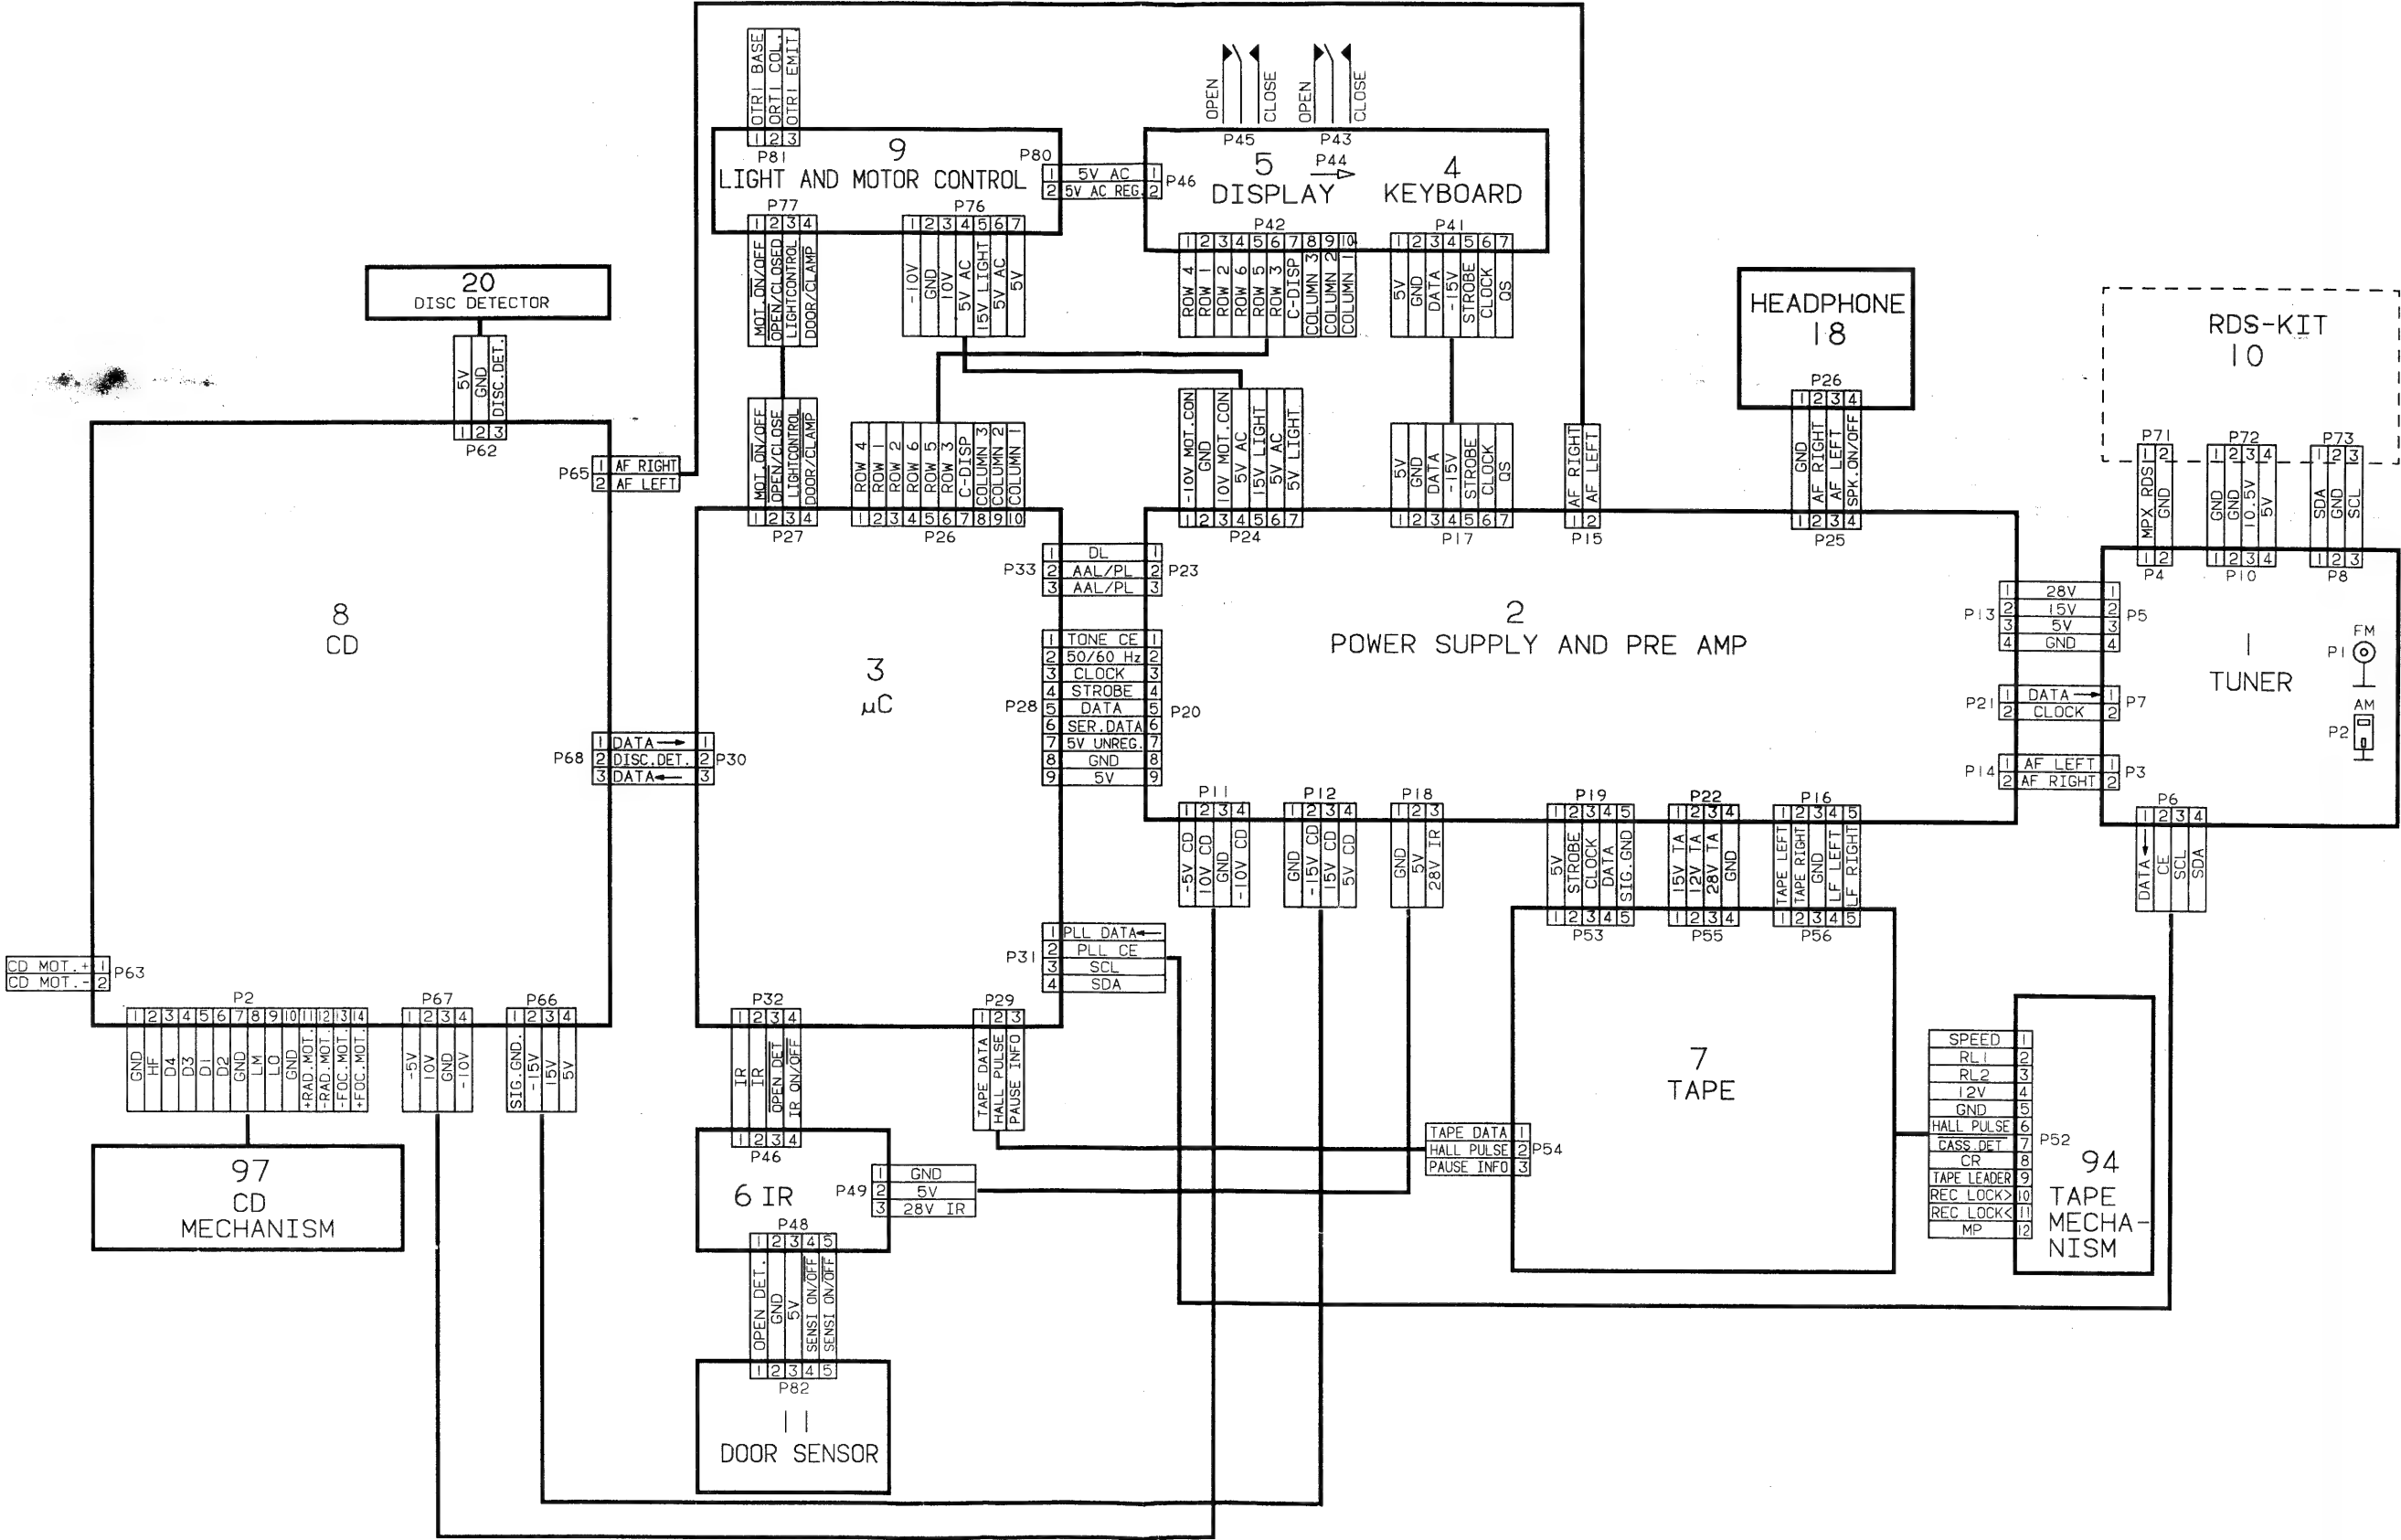 1 OTRI BASE
2 ORTI COL.
3 OTRI EMIT.
P81
9
LIGHT AND MOTOR CONTROL
P80
1 5V AC 1
2 5V AC REG. 2
P46
OPEN
CLOSE
OPEN
CLOSE
P45
P43
5
DISPLAY
P44
4
KEYBOARD
P77
1 MOT.ON/OFF
2 OPEN/CLOSED
3 LIGHTCONTROL
4 DOOR/CLAMP
P76
1 -10V
2 GND
3 10V
4 5V AC
5 15V LIGHT
6 5V AC
7 5V
P42
1 ROW 4
2 ROW 1
3 ROW 2
4 ROW 6
5 ROW 5
6 ROW 3
7 C-DISP
8 COLUMN 3
9 COLUMN 2
10 COLUMN 1
P41
1 5V
2 GND
3 DATA
4 -15V
5 STROBE
6 CLOCK
7 QS
20
DISC DETECTOR
5V
GND
DISC.DET.
1 2 3
P62
HEADPHONE
18
P26
1 2 3 4
GND
AF RIGHT
AF LEFT
SPK.ON/OFF
1 2 3 4
P25
RDS-KIT
10
P71
1 2
MPX RDS
GND
1 2
P4
P72
1 2 3 4
GND
GND
10.5V
5V
1 2 3 4
P10
P73
1 2 3
SDA
GND
SCL
1 2 3
P8
P65
1 AF RIGHT
2 AF LEFT
MOT.ON/OFF
OPEN/CLOSE
LIGHTCONTROL
DOOR/CLAMP
1 2 3 4
P27
ROW 4
ROW 1
ROW 2
ROW 6
ROW 5
ROW 3
C-DISP
COLUMN 3
COLUMN 2
COLUMN 1
1 2 3 4 5 6 7 8 9 10
P26
-10V MOT.CON
GND
10V MOT.CON
5V AC
15V LIGHT
5V AC
5V LIGHT
1 2 3 4 5 6 7
P24
5V
GND
DATA
-15V
STROBE
CLOCK
QS
1 2 3 4 5 6 7
P17
AF RIGHT
AF LEFT
1 2
P15
8
CD
3
µC
2
POWER SUPPLY AND PRE AMP
1
TUNER
FM
P1
AM
P2
P33
1 DL 1
2 AAL/PL 2
3 AAL/PL 3
P23
P28
1 TONE CE 1
2 50/60 Hz 2
3 CLOCK 3
4 STROBE 4
5 DATA 5
6 SER.DATA 6
7 5V UNREG. 7
8 GND 8
9 5V 9
P20
P13
1 28V 1
2 15V 2
3 5V 3
4 GND 4
P5
P21
1 DATA → 1
2 CLOCK 2
P7
P14
1 AF LEFT 1
2 AF RIGHT 2
P3
P68
1 DATA → 1
2 DISC.DET. 2
3 DATA ← 3
P30
P11
1 -5V CD
2 10V CD
3 GND
4 -10V CD
P12
1 GND
2 -15V CD
3 15V CD
4 5V CD
P18
1 GND
2 5V
3 28V IR
P19
1 2 3 4 5
5V
STROBE
CLOCK
DATA
SIG.GND
1 2 3 4 5
P53
P22
1 2 3 4
15V TA
12V TA
28V TA
GND
1 2 3 4
P55
P16
1 2 3 4 5
TAPE LEFT
TAPE RIGHT
GND
LF LEFT
LF RIGHT
1 2 3 4 5
P56
P6
1 DATA ←
2 CE
3 SCL
4 SDA
P31
1 PLL DATA ←
2 PLL CE
3 SCL
4 SDA
CD MOT.+ 1
CD MOT.- 2
P63
P2
1 GND
2 HF
3 D4
4 D3
5 D1
6 D2
7 GND
8 LM
9 LO
10 GND
11 +RAD.MOT.
12 -RAD.MOT.
13 -FOC.MOT.
14 +FOC.MOT.
P67
1 -5V
2 10V
3 GND
4 -10V
P66
1 SIG.GND.
2 -15V
3 15V
4 5V
P32
1 2 3 4
IR
IR
OPEN DET
IR ON/OFF
1 2 3 4
P46
P29
1 TAPE DATA
2 HALL PULSE
3 PAUSE INFO
97
CD
MECHANISM
6 IR
P49
1 GND
2 5V
3 28V IR
P48
1 2 3 4 5
OPEN DET.
GND
5V
SENSI ON/OFF
SENSI ON/OFF
1 2 3 4 5
P82
11
DOOR SENSOR
TAPE DATA 1
HALL PULSE 2
PAUSE INFO 3
P54
7
TAPE
SPEED 1
RL1 2
RL2 3
12V 4
GND 5
HALL PULSE 6
CASS.DET 7
CR 8
TAPE LEADER 9
REC LOCK> 10
REC LOCK< 11
MP 12
P52
94
TAPE
MECHA-
NISM